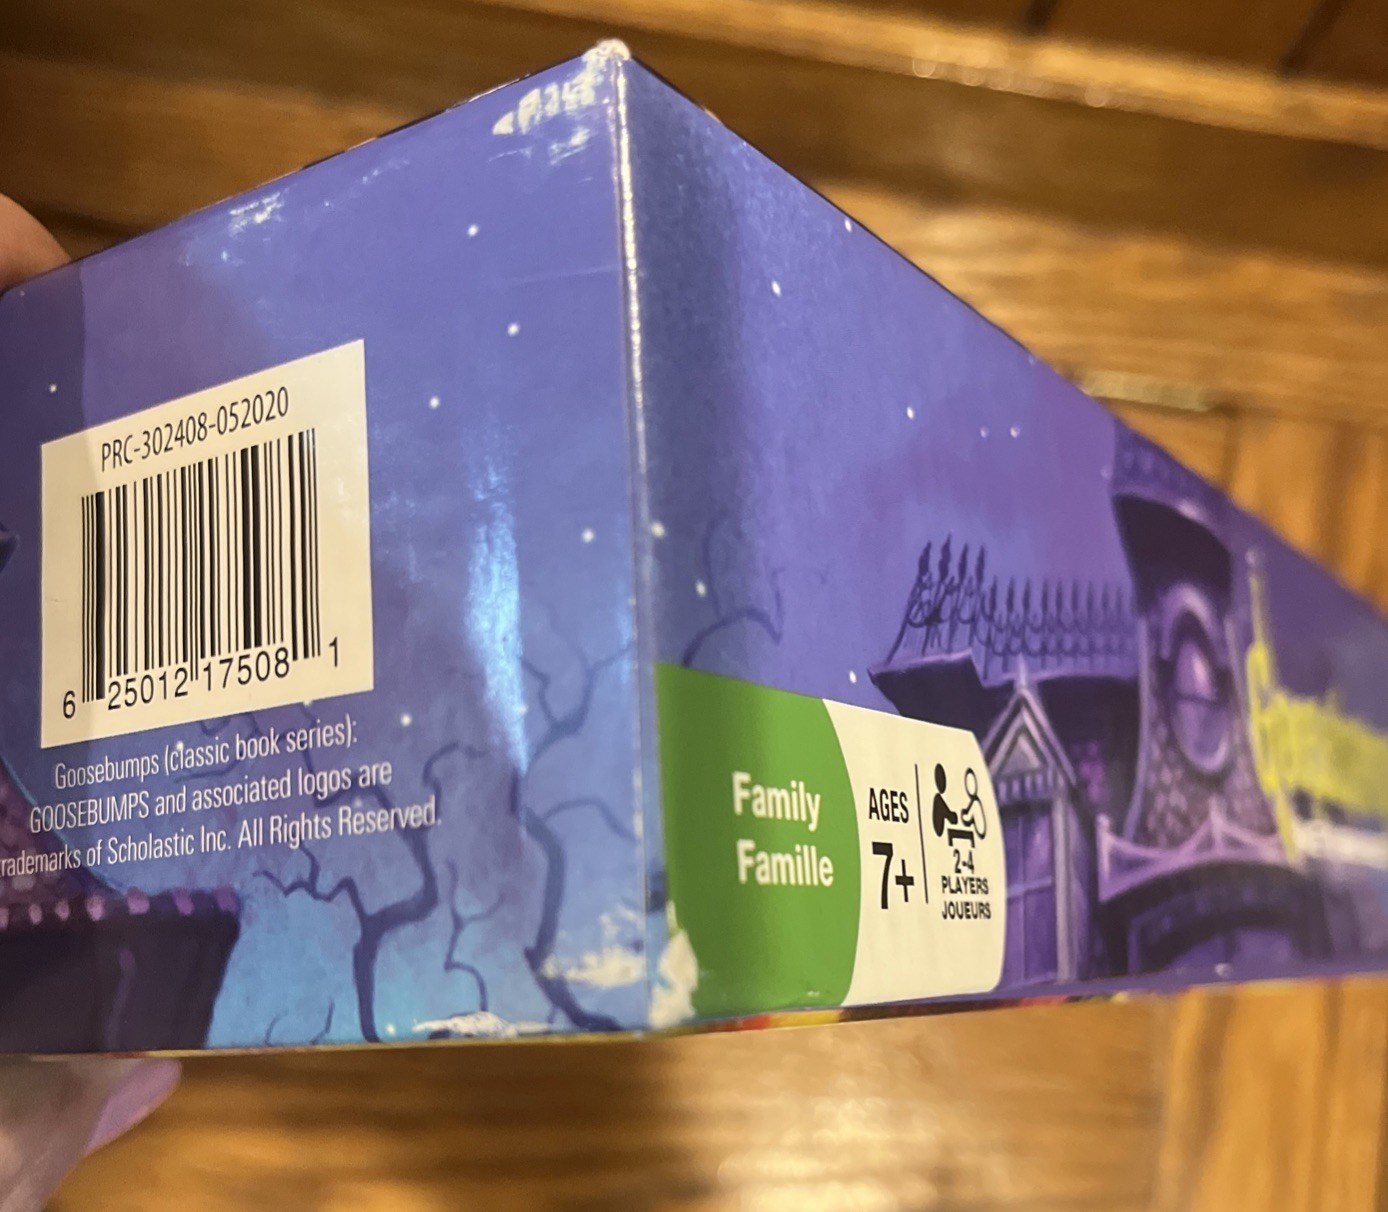 PRC-302408-052020
6 25012 17508 1
Goosebumps (classic book series):
GOOSEBUMPS and associated logos are
rademarks of Scholastic Inc. All Rights Reserved.
Family
Famille
AGES
7+
2-4
PLAYERS
JOUEURS